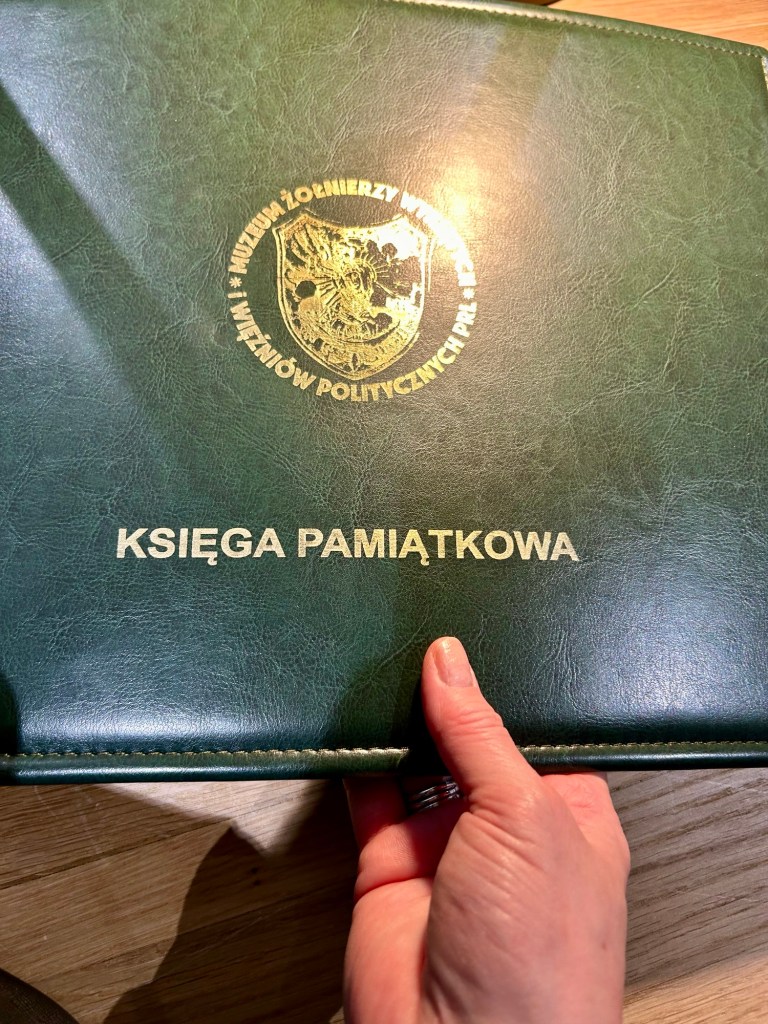 MUZEUM ŻOŁNIERZY
* I WIĘŹNIÓW POLITYCZNYCH PRL *
KSIĘGA PAMIĄTKOWA